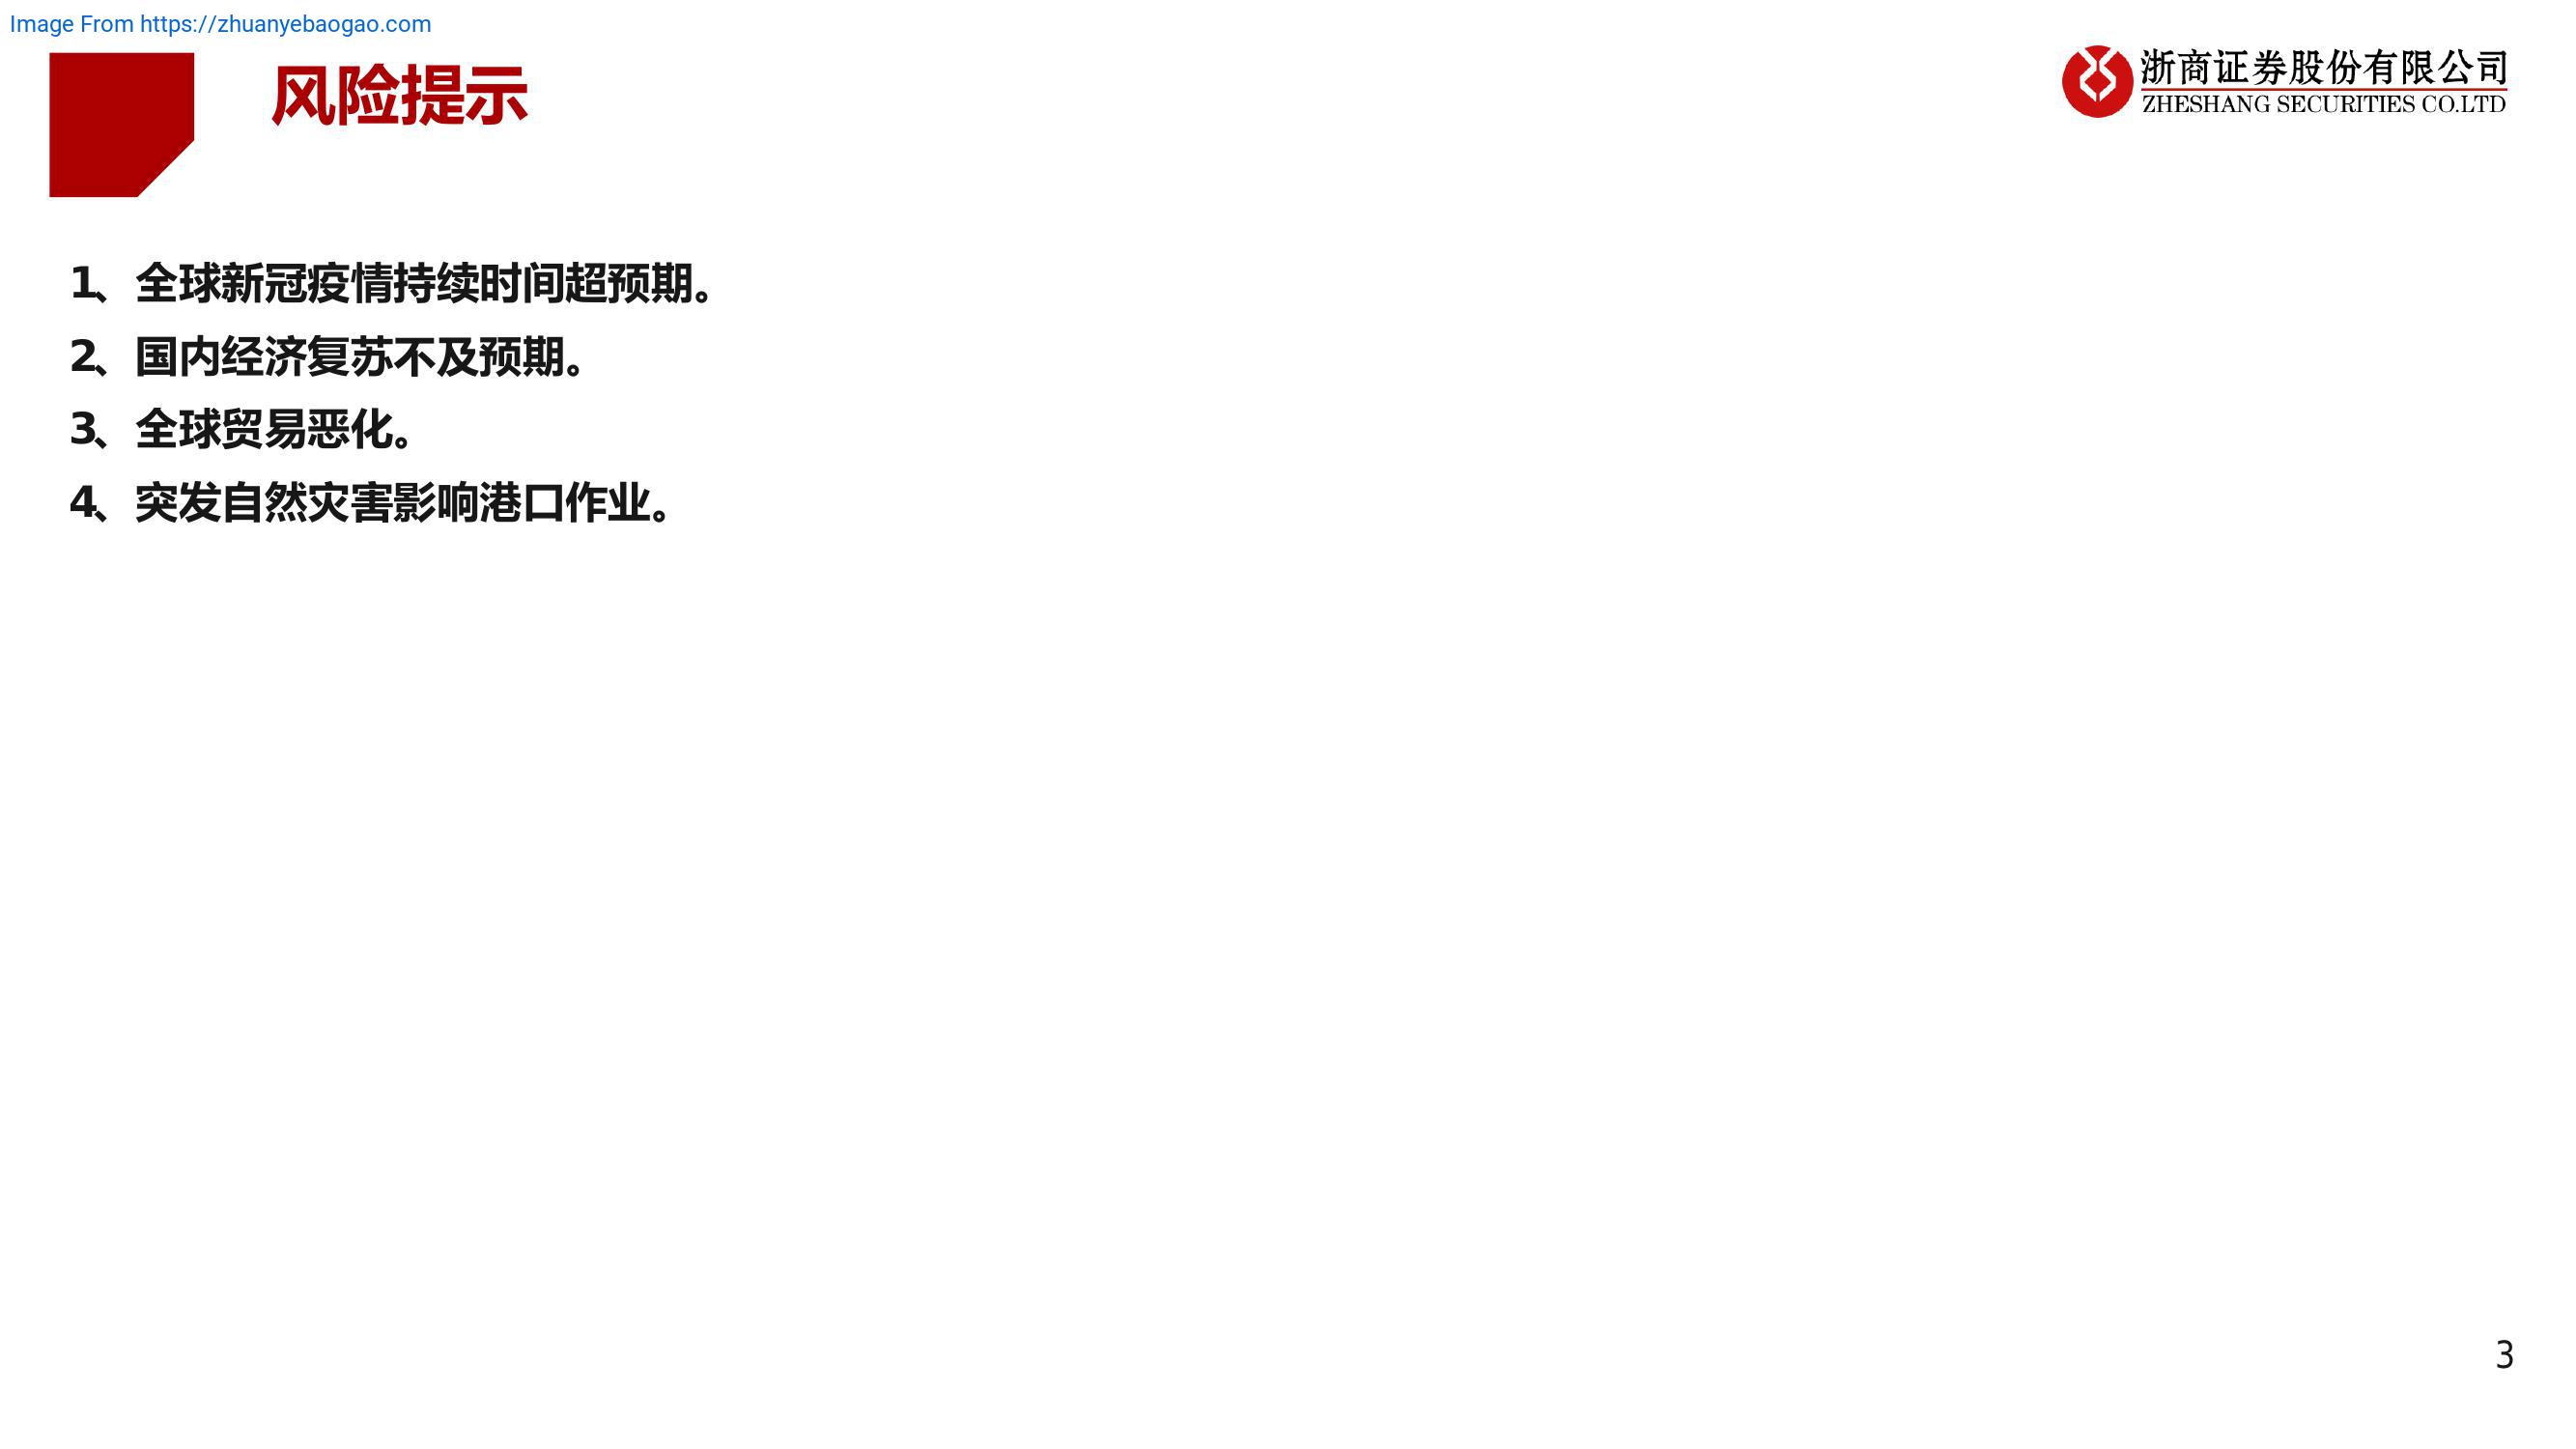 Image From https://zhuanyebaogao.com
风险提示
浙商证券股份有限公司
ZHESHANG SECURITIES CO.LTD
1、全球新冠疫情持续时间超预期。
2、国内经济复苏不及预期。
3、全球贸易恶化。
4、突发自然灾害影响港口作业。
3